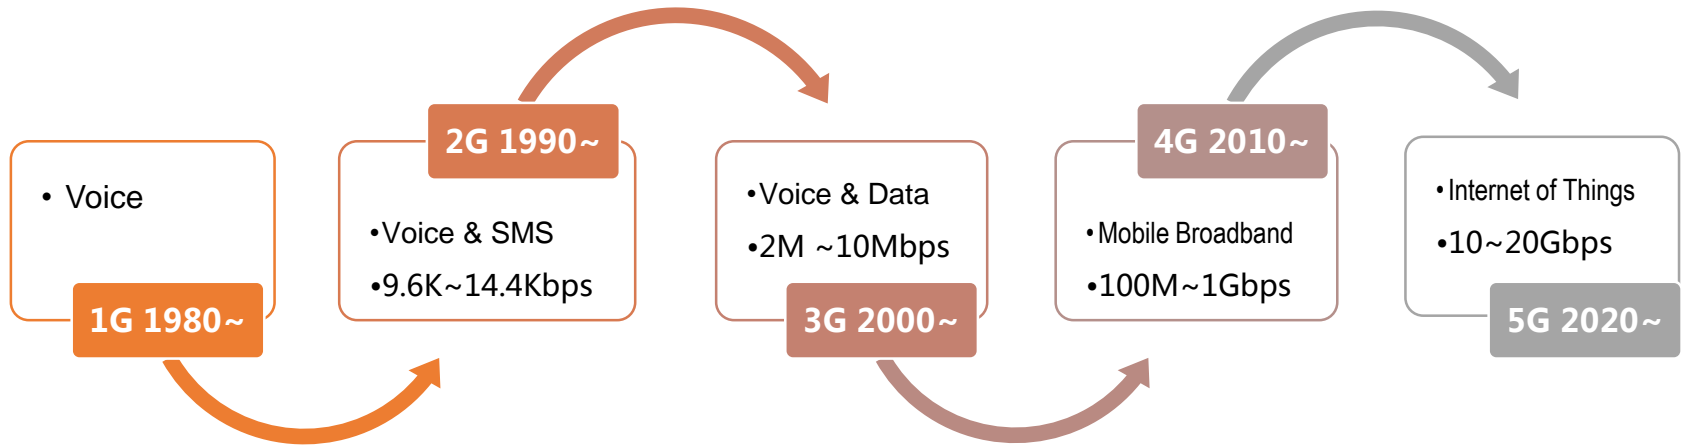 • Voice
1G 1980~
2G 1990~
•Voice & SMS
•9.6K~14.4Kbps
•Voice & Data
•2M ~10Mbps
3G 2000~
4G 2010~
•Mobile Broadband
•100M~1Gbps
•Internet of Things
•10~20Gbps
5G 2020~